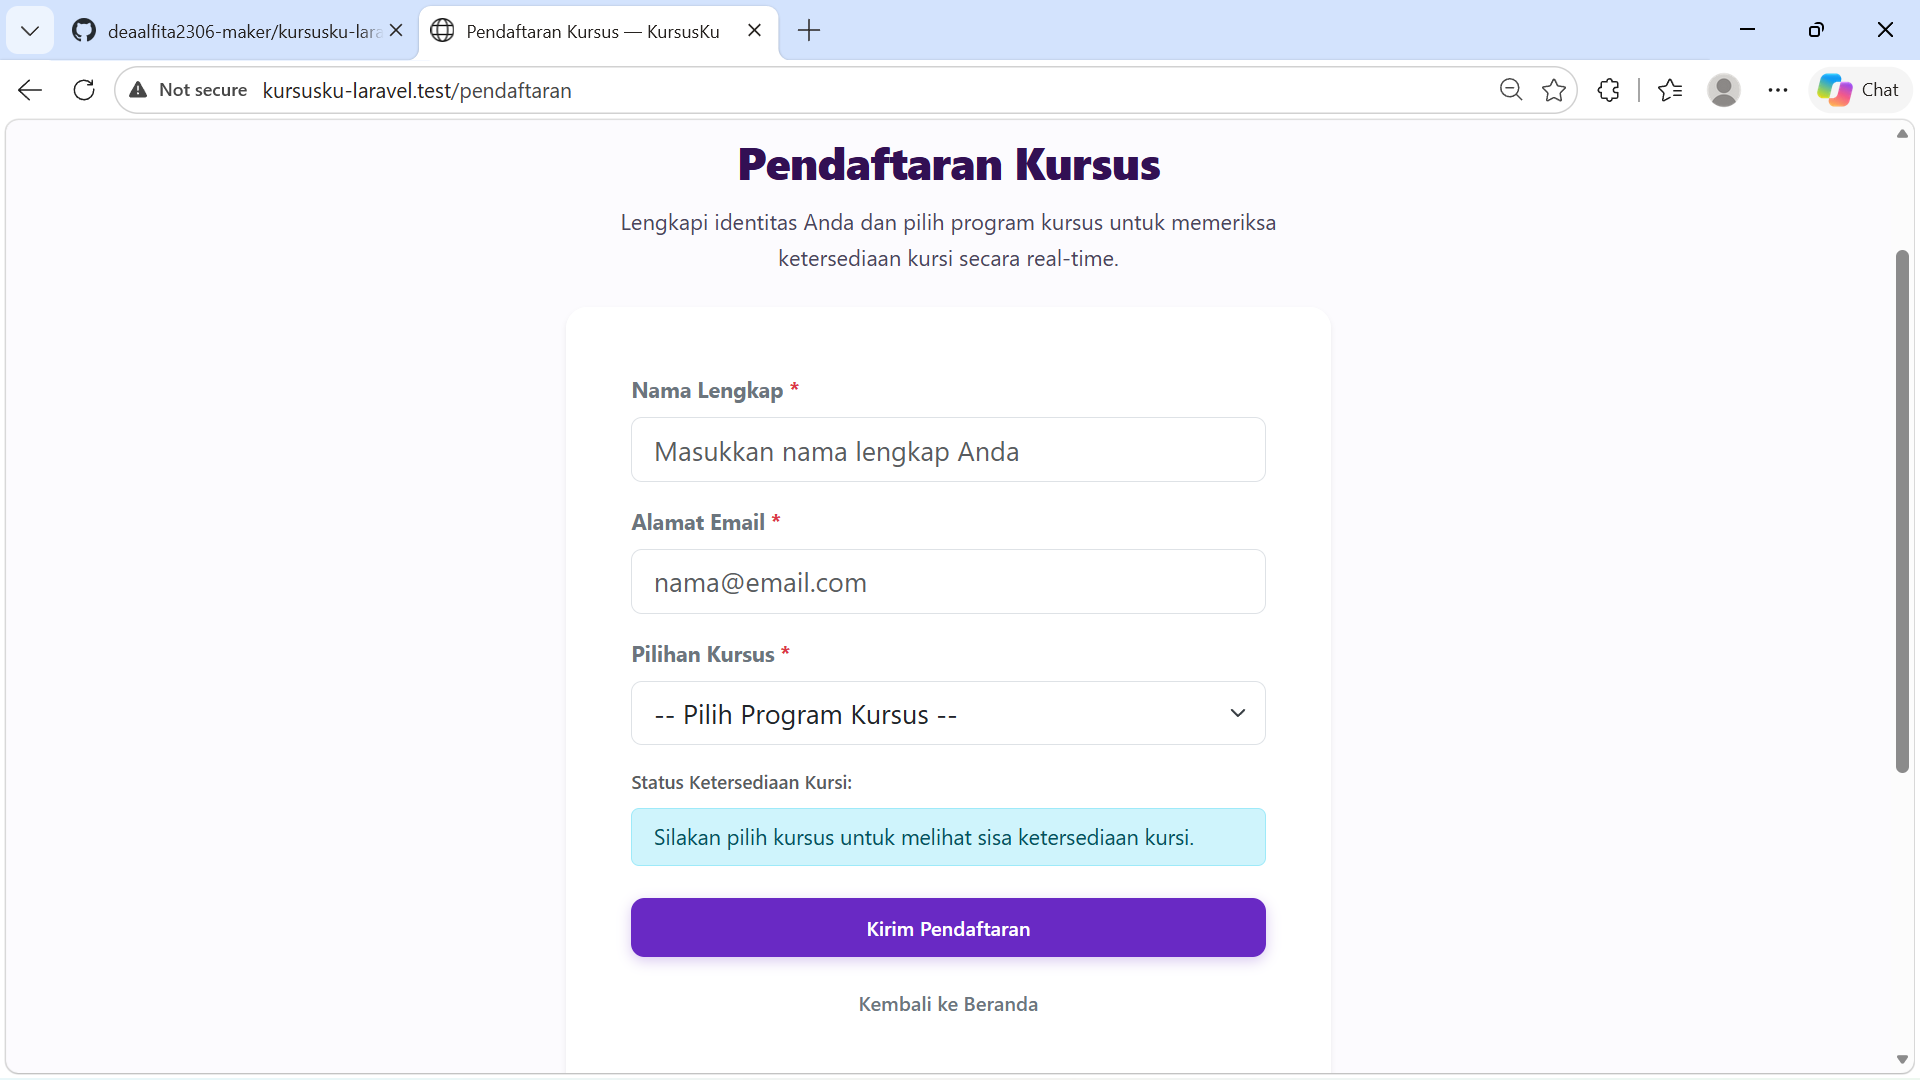 deaalfita2306-maker/kursusku-lara
Pendaftaran Kursus — KursusKu
Not secure
kursusku-laravel.test/pendaftaran
Chat
Pendaftaran Kursus
Lengkapi identitas Anda dan pilih program kursus untuk memeriksa
ketersediaan kursi secara real-time.
Nama Lengkap *
Masukkan nama lengkap Anda
Alamat Email *
nama@email.com
Pilihan Kursus *
-- Pilih Program Kursus --
Status Ketersediaan Kursi:
Silakan pilih kursus untuk melihat sisa ketersediaan kursi.
Kirim Pendaftaran
Kembali ke Beranda